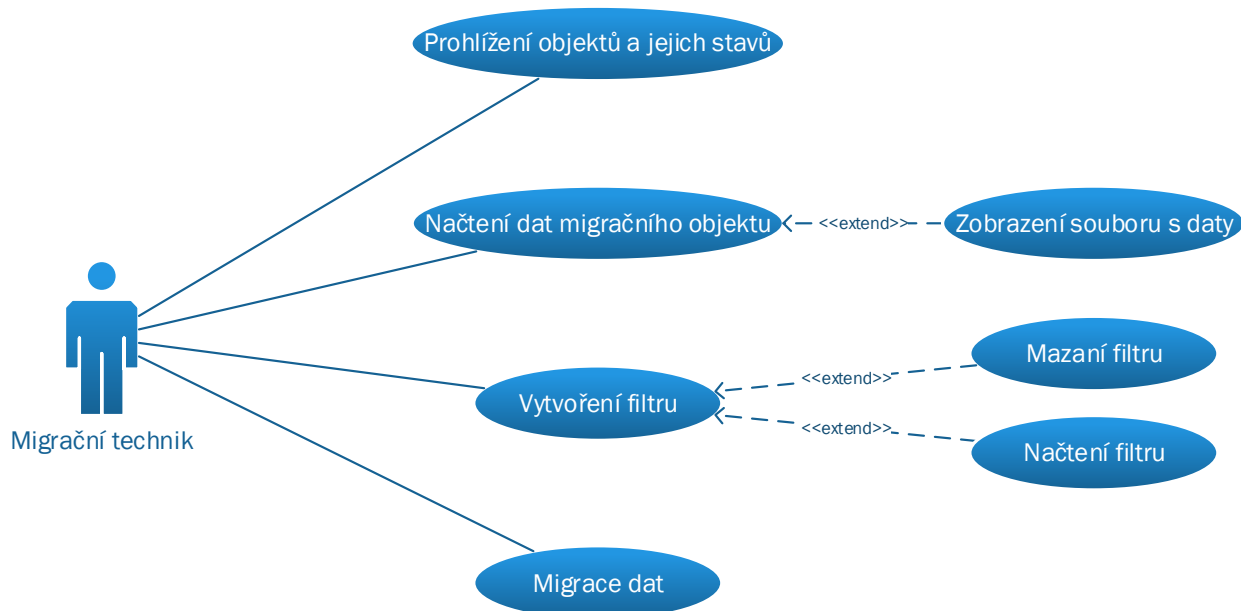 Prohlížení objektů a jejich stavů
Načtení dat migračního objektu
<<extend>>
Zobrazení souboru s daty
Mazaní filtru
<<extend>>
Vytvoření filtru
<<extend>>
Načtení filtru
Migrační technik
Migrace dat